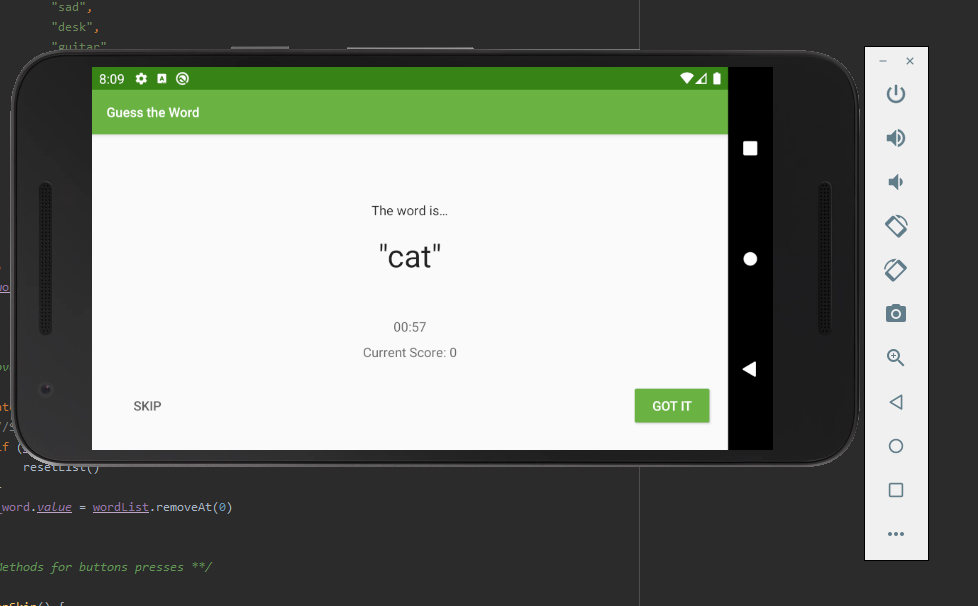 "sad",
"desk",
"guitar"
8:09
Guess the Word
The word is...
"cat"
00:57
Current Score: 0
SKIP
GOT IT
resetList()
word.value = wordList.removeAt(0)
Methods for buttons presses **/